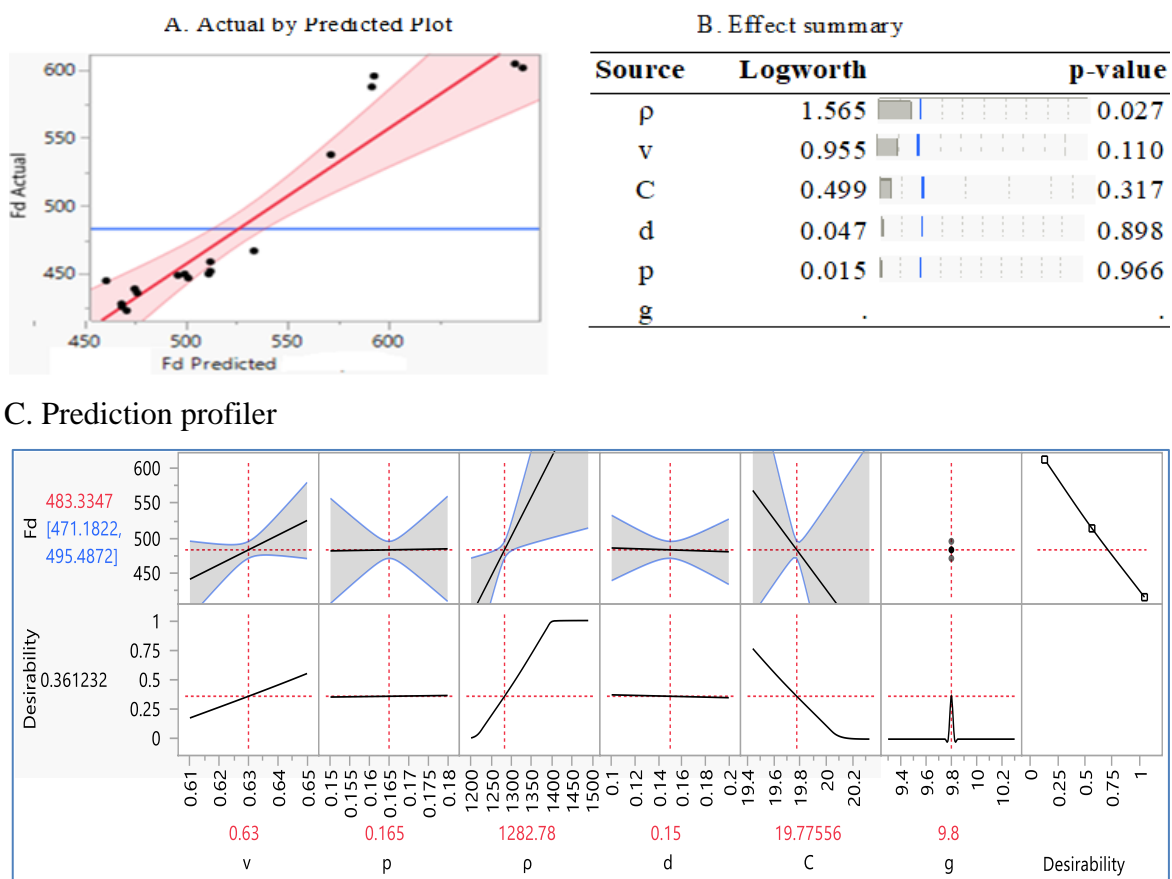 A. Actual by Predicted Plot
600
550
500
450
Fd Actual
450 500 550 600
Fd Predicted
B. Effect summary
Source Logworth p-value
ρ 1.565 0.027
v 0.955 0.110
C 0.499 0.317
d 0.047 0.898
p 0.015 0.966
g . .
C. Prediction profiler
Fd
483.3347
[471.1822,
495.4872]
600
550
500
450
Desirability
0.361232
1
0.75
0.5
0.25
0
0.61 0.62 0.63 0.64 0.65
0.15 0.155 0.16 0.165 0.17 0.175 0.18
1200 1250 1300 1350 1400 1450 1500
0.1 0.12 0.14 0.16 0.18 0.2
19.4 19.6 19.8 20 20.2
9.4 9.6 9.8 10 10.2
0 0.25 0.5 0.75 1
0.63 0.165 1282.78 0.15 19.77556 9.8
v p ρ d C g Desirability